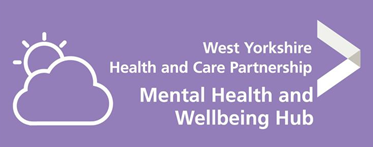 West Yorkshire
Health and Care Partnership
Mental Health and
Wellbeing Hub